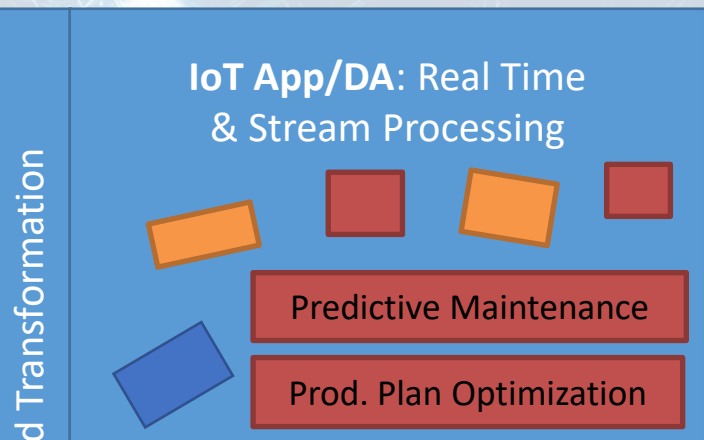 IoT App/DA: Real Time
& Stream Processing
Predictive Maintenance
Prod. Plan Optimization
d Transformation